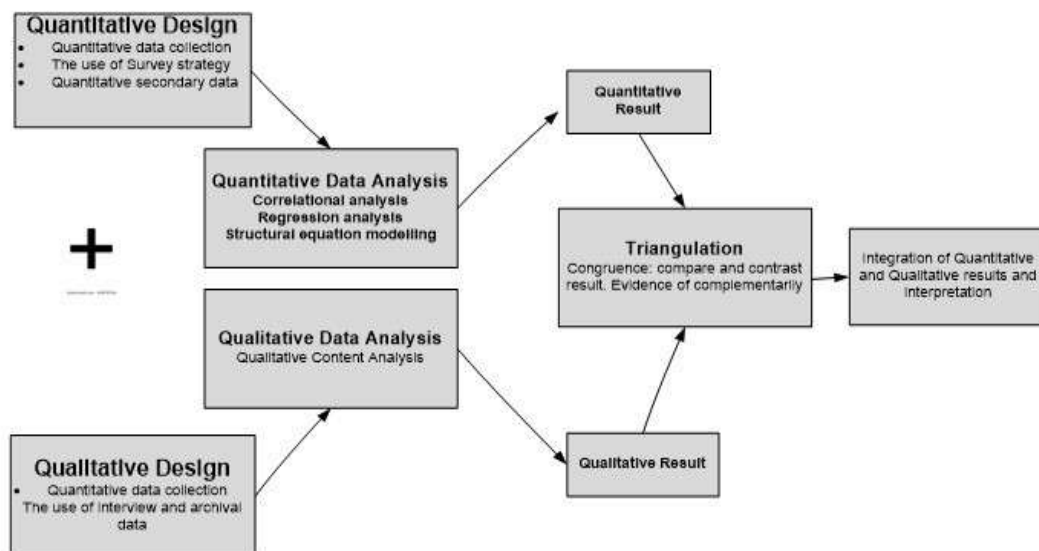 Quantitative Design
• Quantitative data collection
• The use of Survey strategy
• Quantitative secondary data
Quantitative Data Analysis
Correlational analysis
Regression analysis
Structural equation modelling
+
Qualitative Data Analysis
Qualitative Content Analysis
Qualitative Design
• Quantitative data collection
The use of interview and archival
data
Quantitative
Result
Triangulation
Congruence: compare and contrast
result. Evidence of complementarily
Qualitative Result
Integration of Quantitative
and Qualitative results and
interpretation